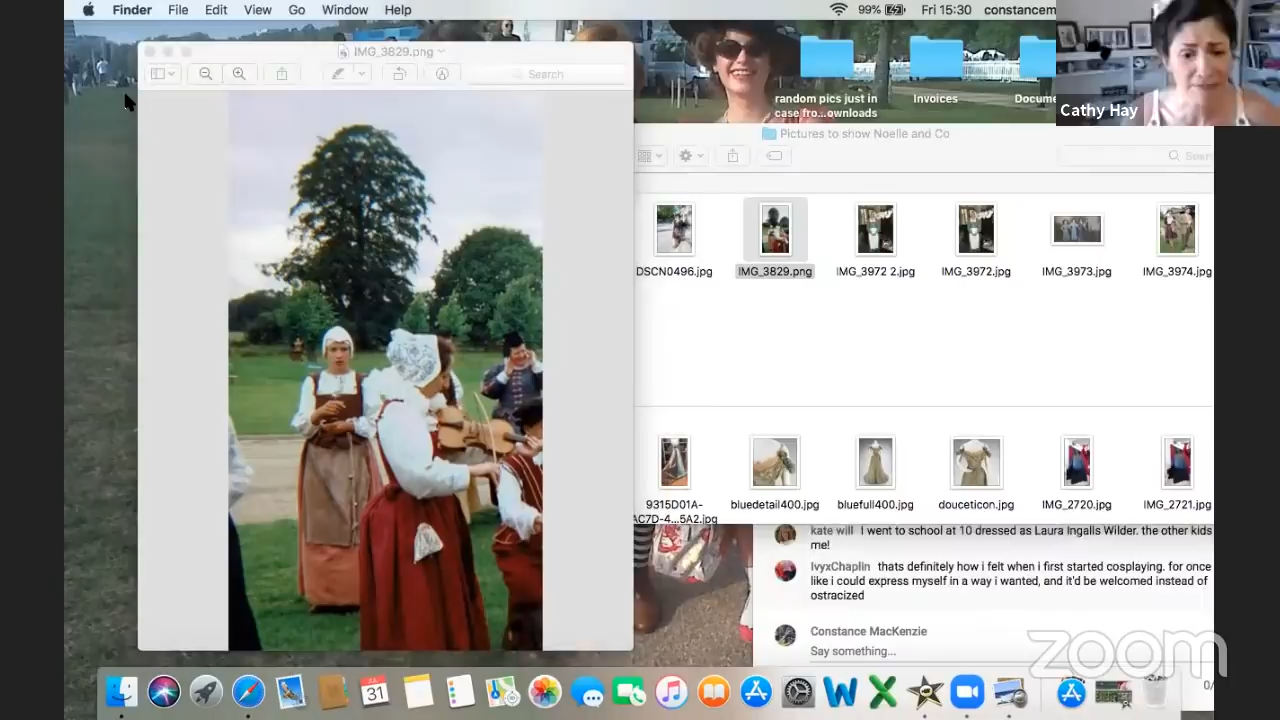 Finder File Edit View Go Window Help
99% Fri 15:30 constancem
IMG_3829.png
Search
random pics just in
case fro...ownloads
Invoices
Docume
Cathy Hay
Pictures to show Noelle and Co
Sear
DSCN0496.jpg
IMG_3829.png
IMG_3972 2.jpg
IMG_3972.jpg
IMG_3973.jpg
IMG_3974.jpg
9315D01A-
AC7D-4...5A2.jpg
bluedetail400.jpg
bluefull400.jpg
douceticon.jpg
IMG_2720.jpg
IMG_2721.jpg
kate will I went to school at 10 dressed as Laura Ingalls Wilder. the other kids
me!
IvyxChaplin thats definitely how i first started cosplaying. for once
like i could express myself in a way i wanted, and it'd be welcomed instead of
ostracized
Constance MacKenzie
Say something...
zoom
0/
JUL
31